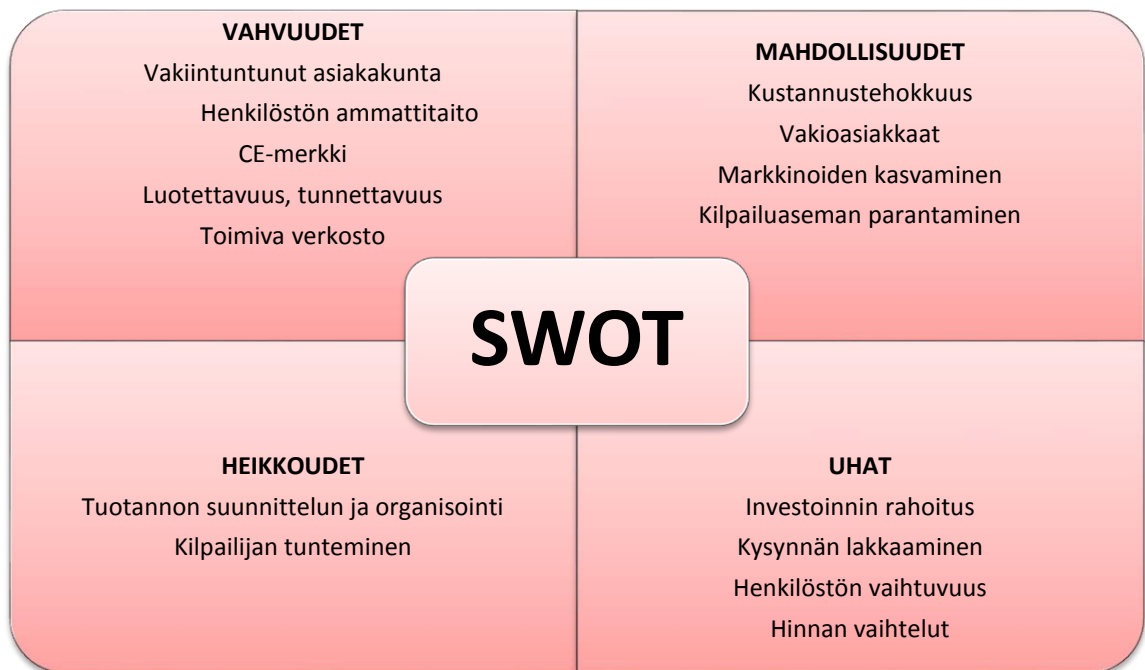 VAHVUUDET
Vakiintuntunut asiakakunta
Henkilöstön ammattitaito
CE-merkki
Luotettavuus, tunnettavuus
Toimiva verkosto
MAHDOLLISUUDET
Kustannustehokkuus
Vakioasiakkaat
Markkinoiden kasvaminen
Kilpailuaseman parantaminen
SWOT
HEIKKOUDET
Tuotannon suunnittelun ja organisointi
Kilpailijan tunteminen
UHAT
Investoinnin rahoitus
Kysynnän lakkaaminen
Henkilöstön vaihtuvuus
Hinnan vaihtelut